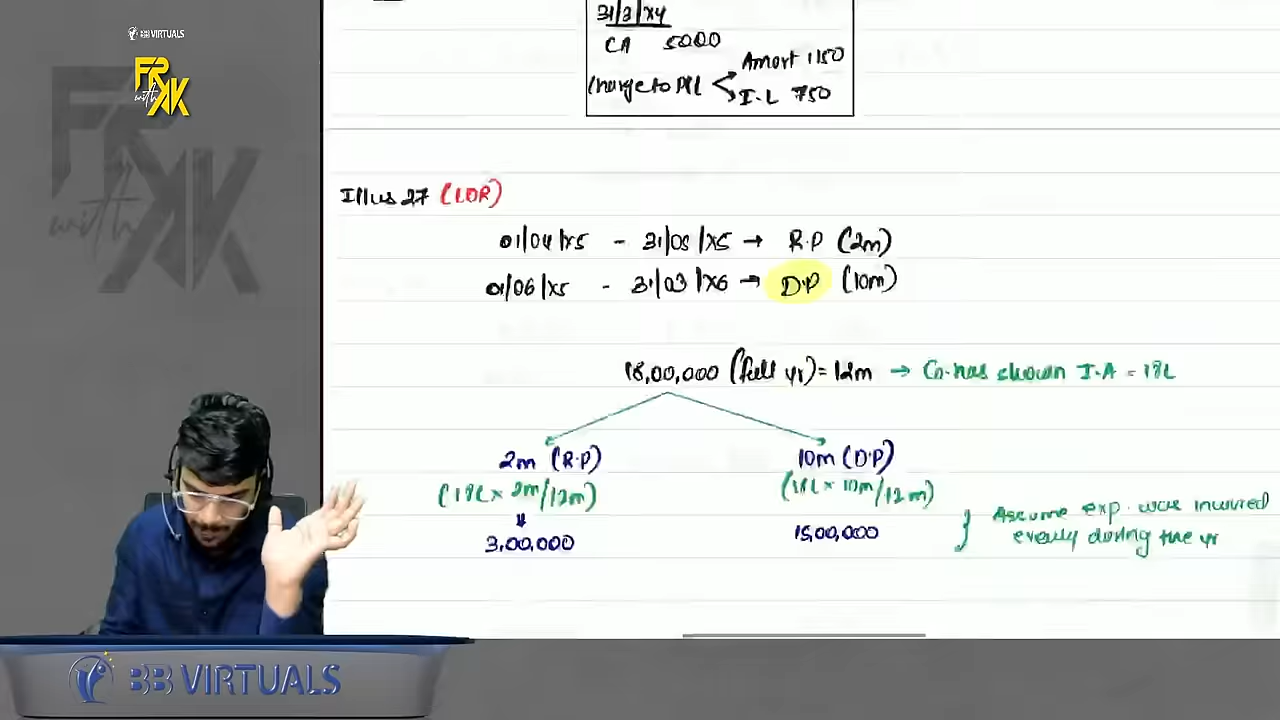 BB VIRTUALS
FR
with
AK
31/3/x4
CA 5000
Charge to P/L
Amort 1150
I.L 750
Illus 27 (LDR)
01/04/x5 - 31/05/x5 → R.P (2m)
01/06/x5 - 31/03/x6 → D.P (10m)
18,00,000 (full yr) = 12m → Co. has shown I.A = 18L
2m (R.P)
10m (D.P)
(18L × 2m/12m)
(18L × 10m/12m)
3,00,000
15,00,000
} Assume exp. was incurred
evenly during the yr
BB VIRTUALS